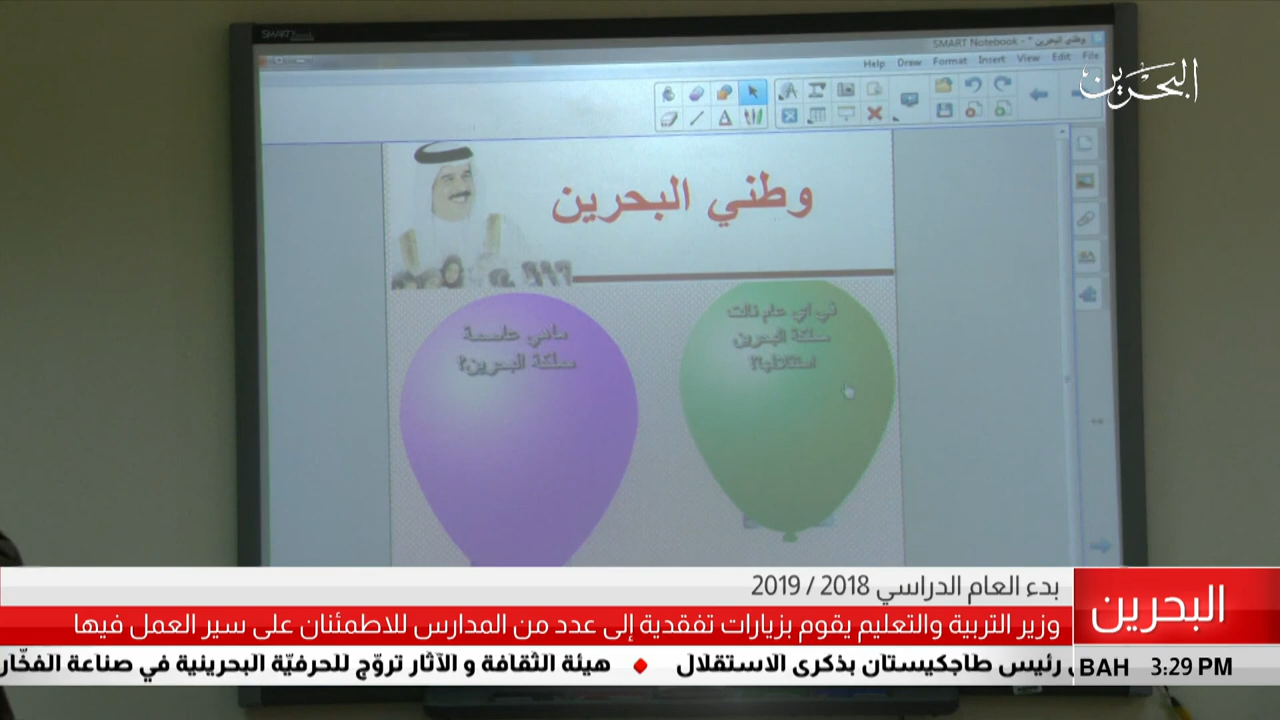 SMART
SMART Notebook - * وطني البحرين
File Edit View Insert Format Draw Help
البحرين
وطني البحرين
في أي عام نالت
مملكة البحرين
استقلالها؟
ماهي عاصمة
مملكة البحرين؟
بدء العام الدراسي 2018 / 2019
البحرين
وزير التربية والتعليم يقوم بزيارات تفقدية إلى عدد من المدارس للاطمئنان على سير العمل فيها
BAH 3:29 PM
رئيس طاجكيستان بذكرى الاستقلال • هيئة الثقافة و الآثار تروّج للحرفيّة البحرينية في صناعة الفخّار